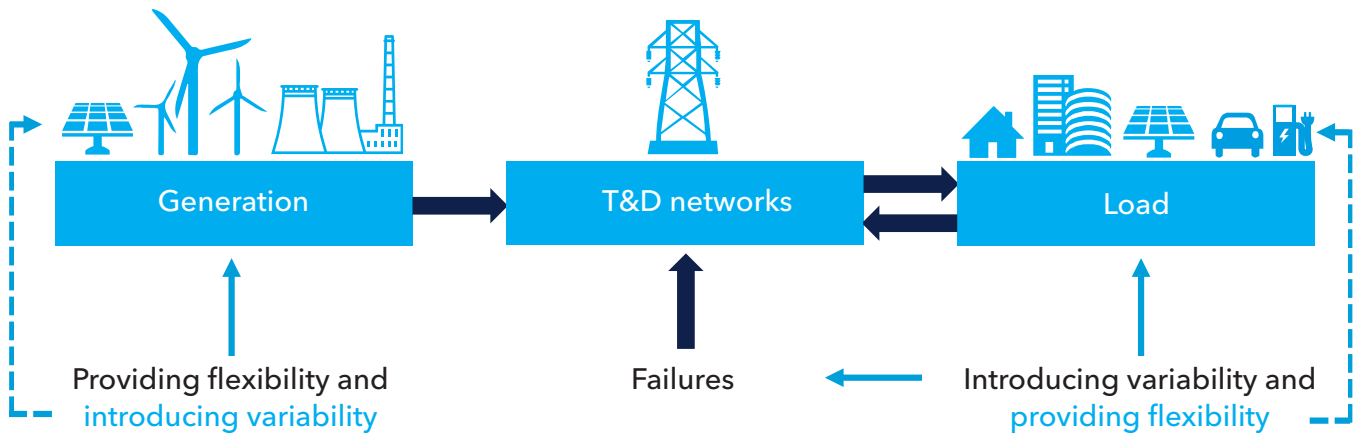 Generation
T&D networks
Load
Providing flexibility and
introducing variability
Failures
Introducing variability and
providing flexibility